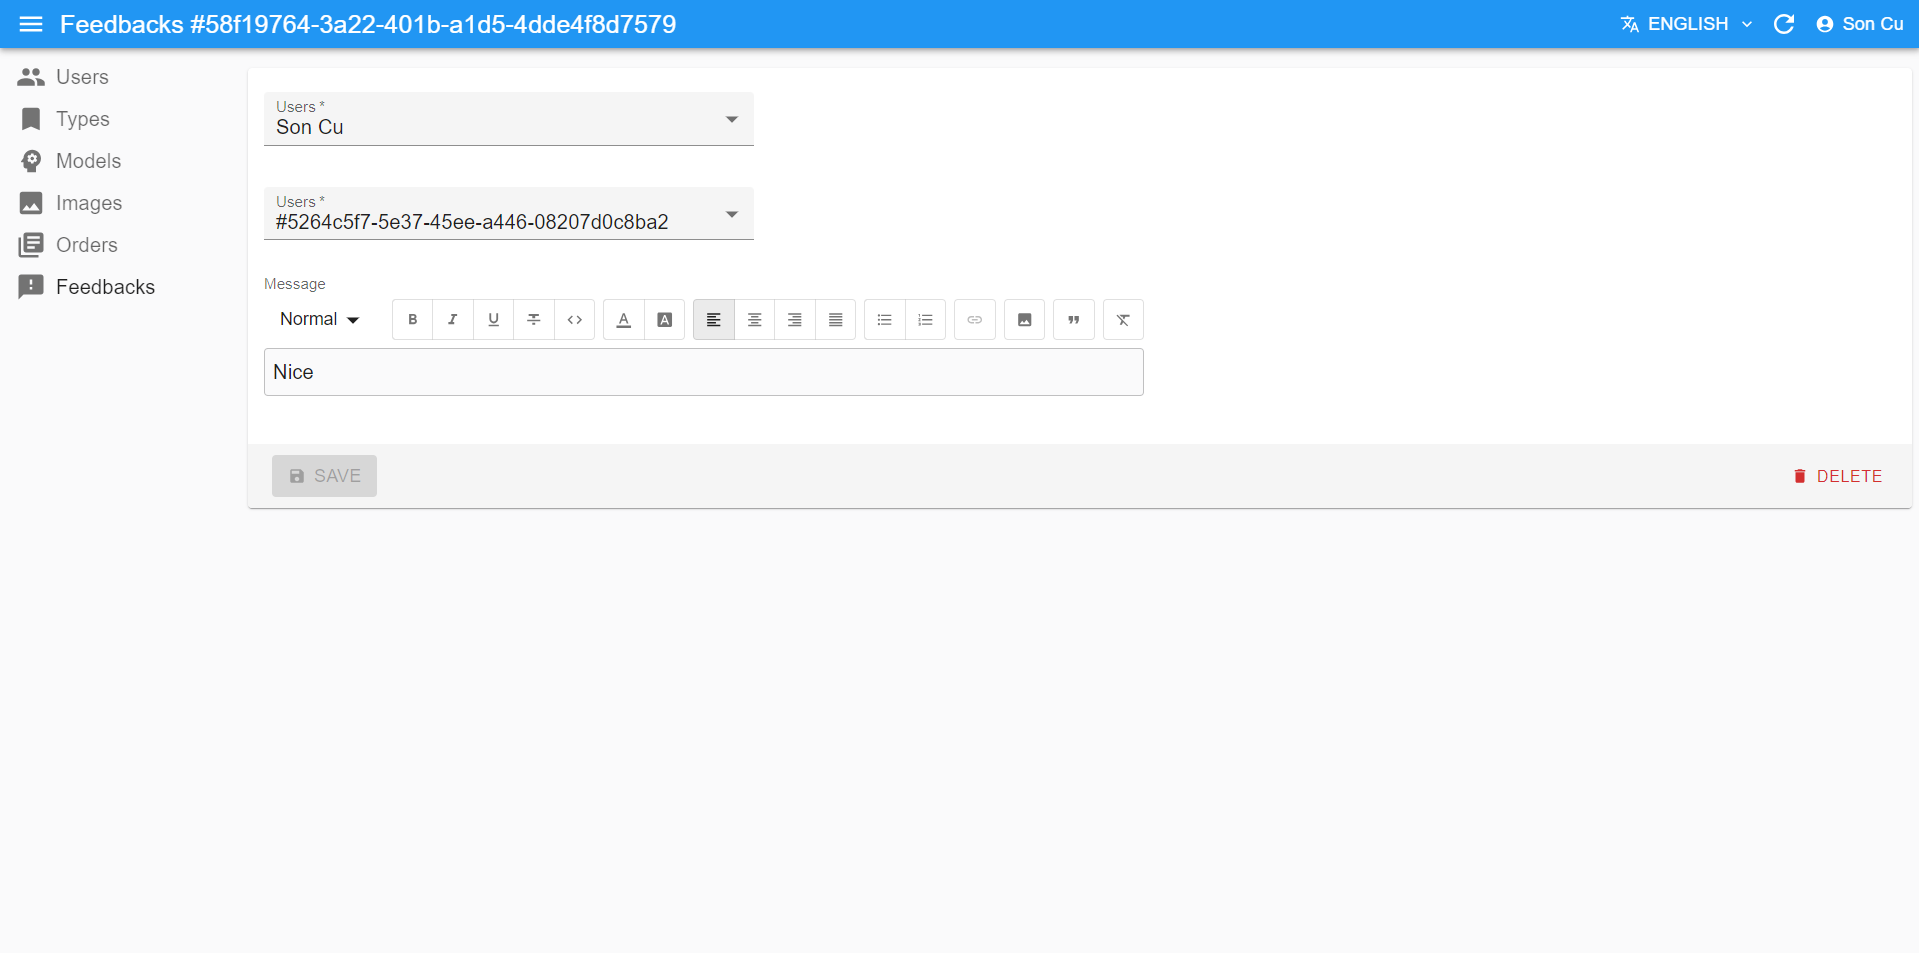 Feedbacks #58f19764-3a22-401b-a1d5-4dde4f8d7579
ENGLISH
Son Cu
Users
Types
Models
Images
Orders
Feedbacks
Users *
Son Cu
Users *
#5264c5f7-5e37-45ee-a446-08207d0c8ba2
Message
Normal
Nice
SAVE
DELETE